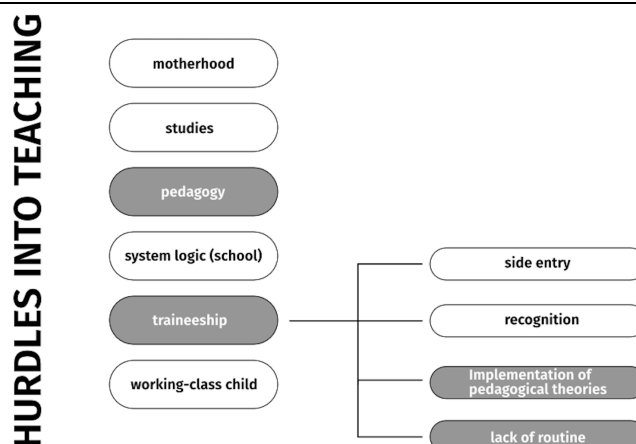 HURDLES INTO TEACHING
motherhood
studies
pedagogy
system logic (school)
traineeship
working-class child
side entry
recognition
Implementation of
pedagogical theories
lack of routine